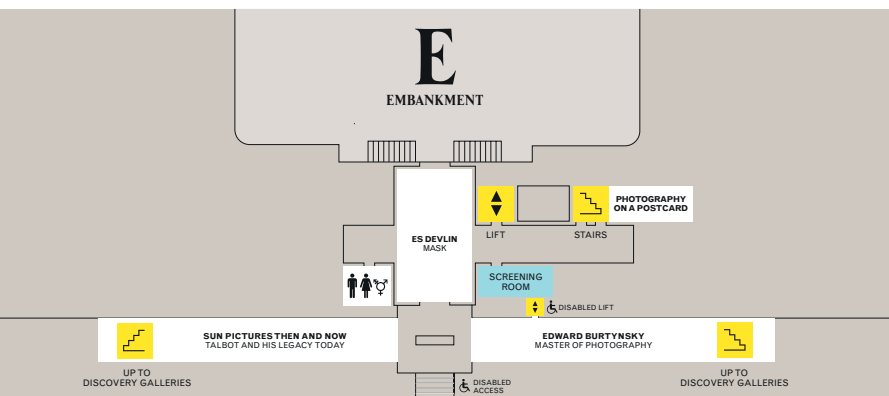 E
EMBANKMENT
PHOTOGRAPHY
ON A POSTCARD
LIFT
STAIRS
ES DEVLIN
MASK
SCREENING
ROOM
DISABLED LIFT
SUN PICTURES THEN AND NOW
TALBOT AND HIS LEGACY TODAY
EDWARD BURTYNSKY
MASTER OF PHOTOGRAPHY
UP TO
DISCOVERY GALLERIES
DISABLED
ACCESS
UP TO
DISCOVERY GALLERIES